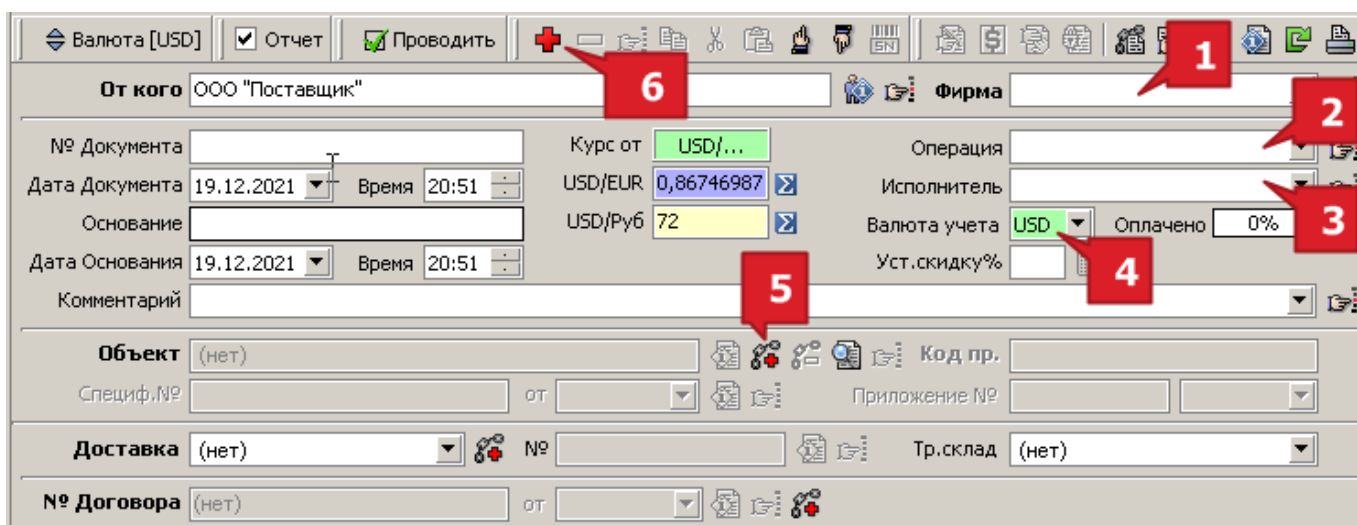 Валюта [USD] Отчет Проводить SN
1
От кого ООО "Поставщик" 6 Фирма
2
№ Документа Курс от USD/... Операция
Дата Документа 19.12.2021 Время 20:51 USD/EUR 0,86746987 Исполнитель
Основание USD/Руб 72 Валюта учета USD Оплачено 0% 3
Дата Основания 19.12.2021 Время 20:51 Уст.скидку% 4
5
Комментарий
Объект (нет) Код пр.
Специф.№ от Приложение №
Доставка (нет) № Тр.склад (нет)
№ Договора (нет) от